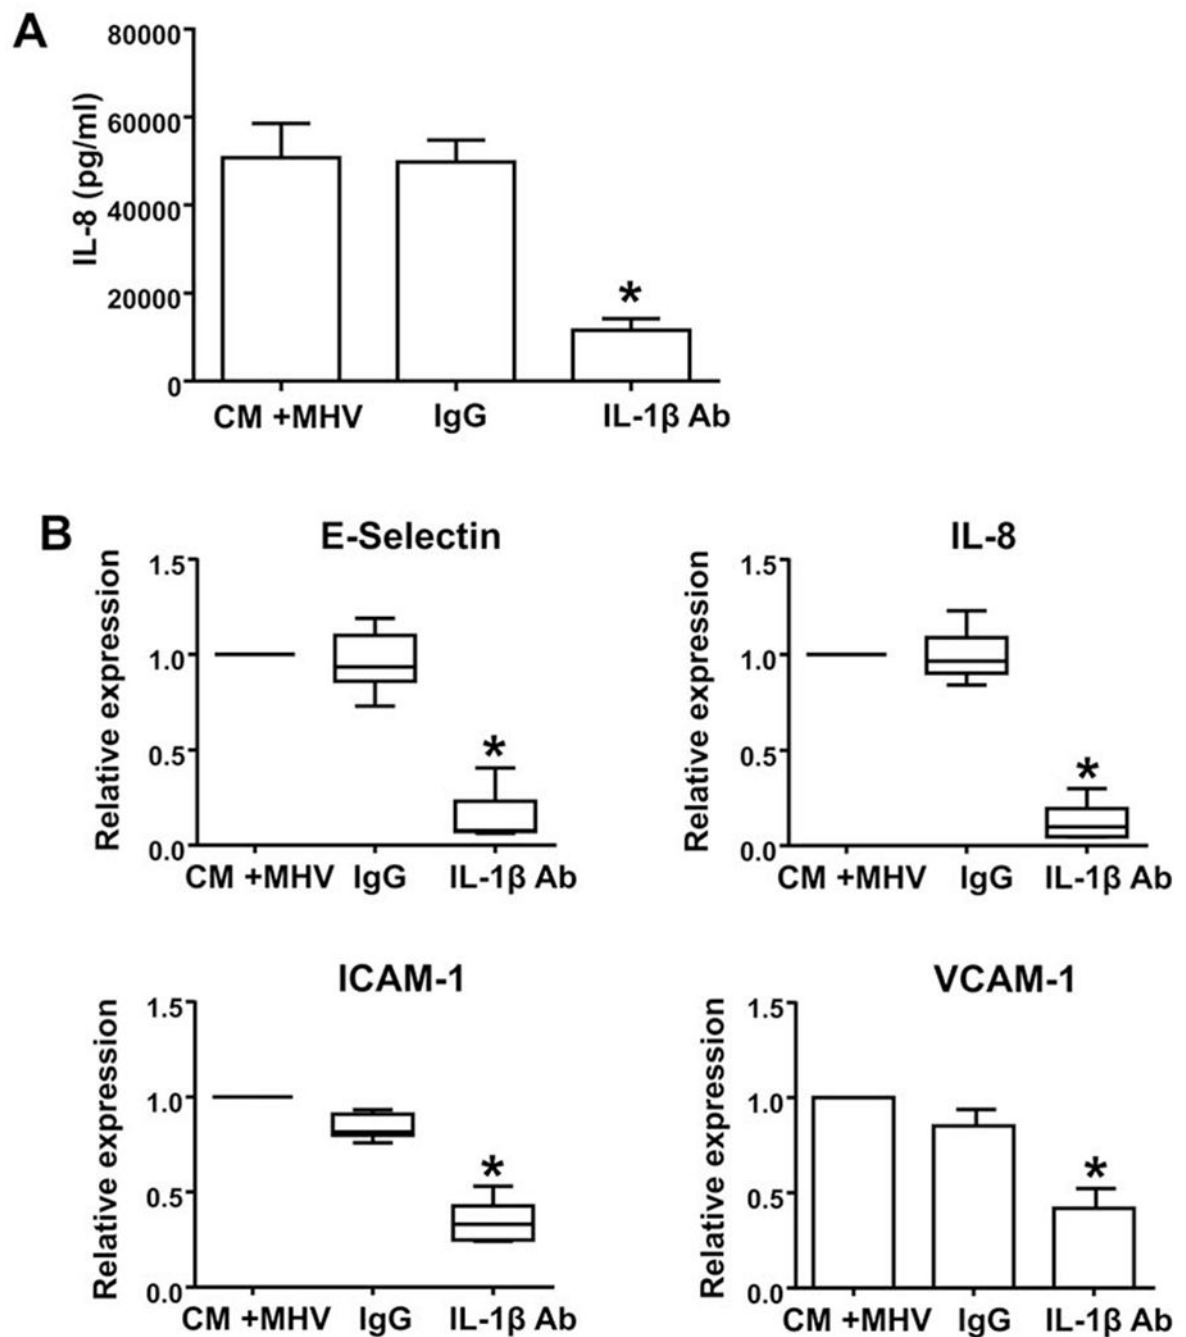 A
80000
60000
40000
20000
0
IL-8 (pg/ml)
*
CM +MHV IgG IL-1β Ab
B
E-Selectin
1.5
1.0
0.5
0.0
Relative expression
*
CM +MHV IgG IL-1β Ab
IL-8
1.5
1.0
0.5
0.0
Relative expression
*
CM +MHV IgG IL-1β Ab
ICAM-1
1.5
1.0
0.5
0.0
Relative expression
*
CM +MHV IgG IL-1β Ab
VCAM-1
1.5
1.0
0.5
0.0
Relative expression
*
CM +MHV IgG IL-1β Ab